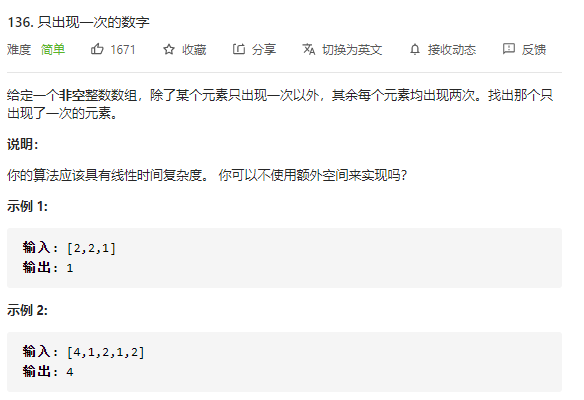 136. 只出现一次的数字
难度 简单 1671 收藏 分享 切换为英文 接收动态 反馈
给定一个非空整数数组，除了某个元素只出现一次以外，其余每个元素均出现两次。找出那个只
出现了一次的元素。
说明：
你的算法应该具有线性时间复杂度。 你可以不使用额外空间来实现吗？
示例 1:
输入: [2,2,1]
输出: 1
示例 2:
输入: [4,1,2,1,2]
输出: 4